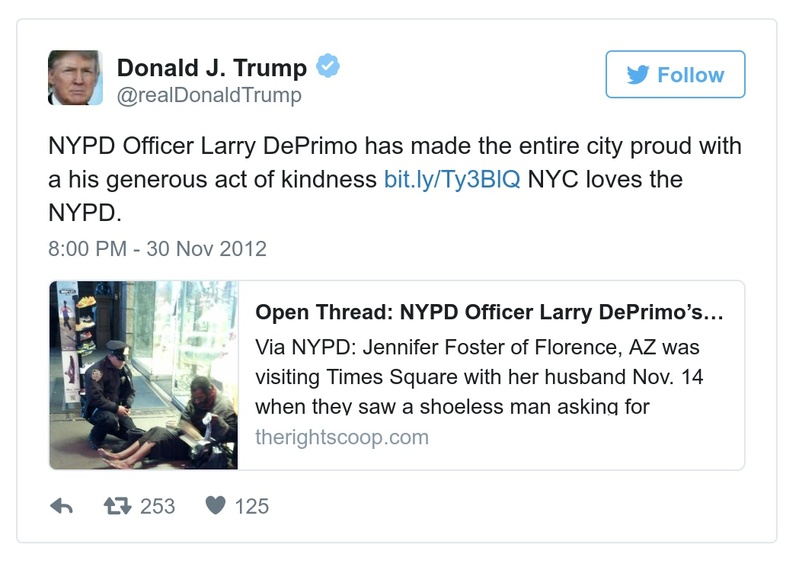 Donald J. Trump
@realDonaldTrump
Follow
NYPD Officer Larry DePrimo has made the entire city proud with
a his generous act of kindness bit.ly/Ty3BlQ NYC loves the
NYPD.
8:00 PM - 30 Nov 2012
Open Thread: NYPD Officer Larry DePrimo’s…
Via NYPD: Jennifer Foster of Florence, AZ was
visiting Times Square with her husband Nov. 14
when they saw a shoeless man asking for
therightscoop.com
253
125